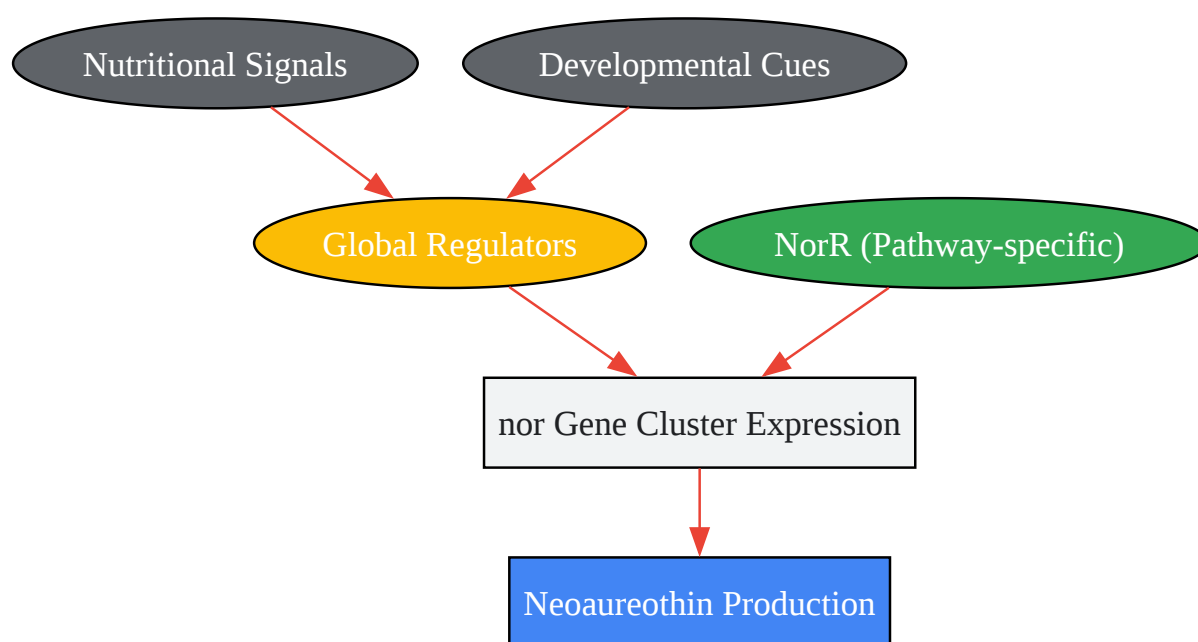 Nutritional Signals
Developmental Cues
Global Regulators
NorR (Pathway-specific)
nor Gene Cluster Expression
Neoaureothin Production